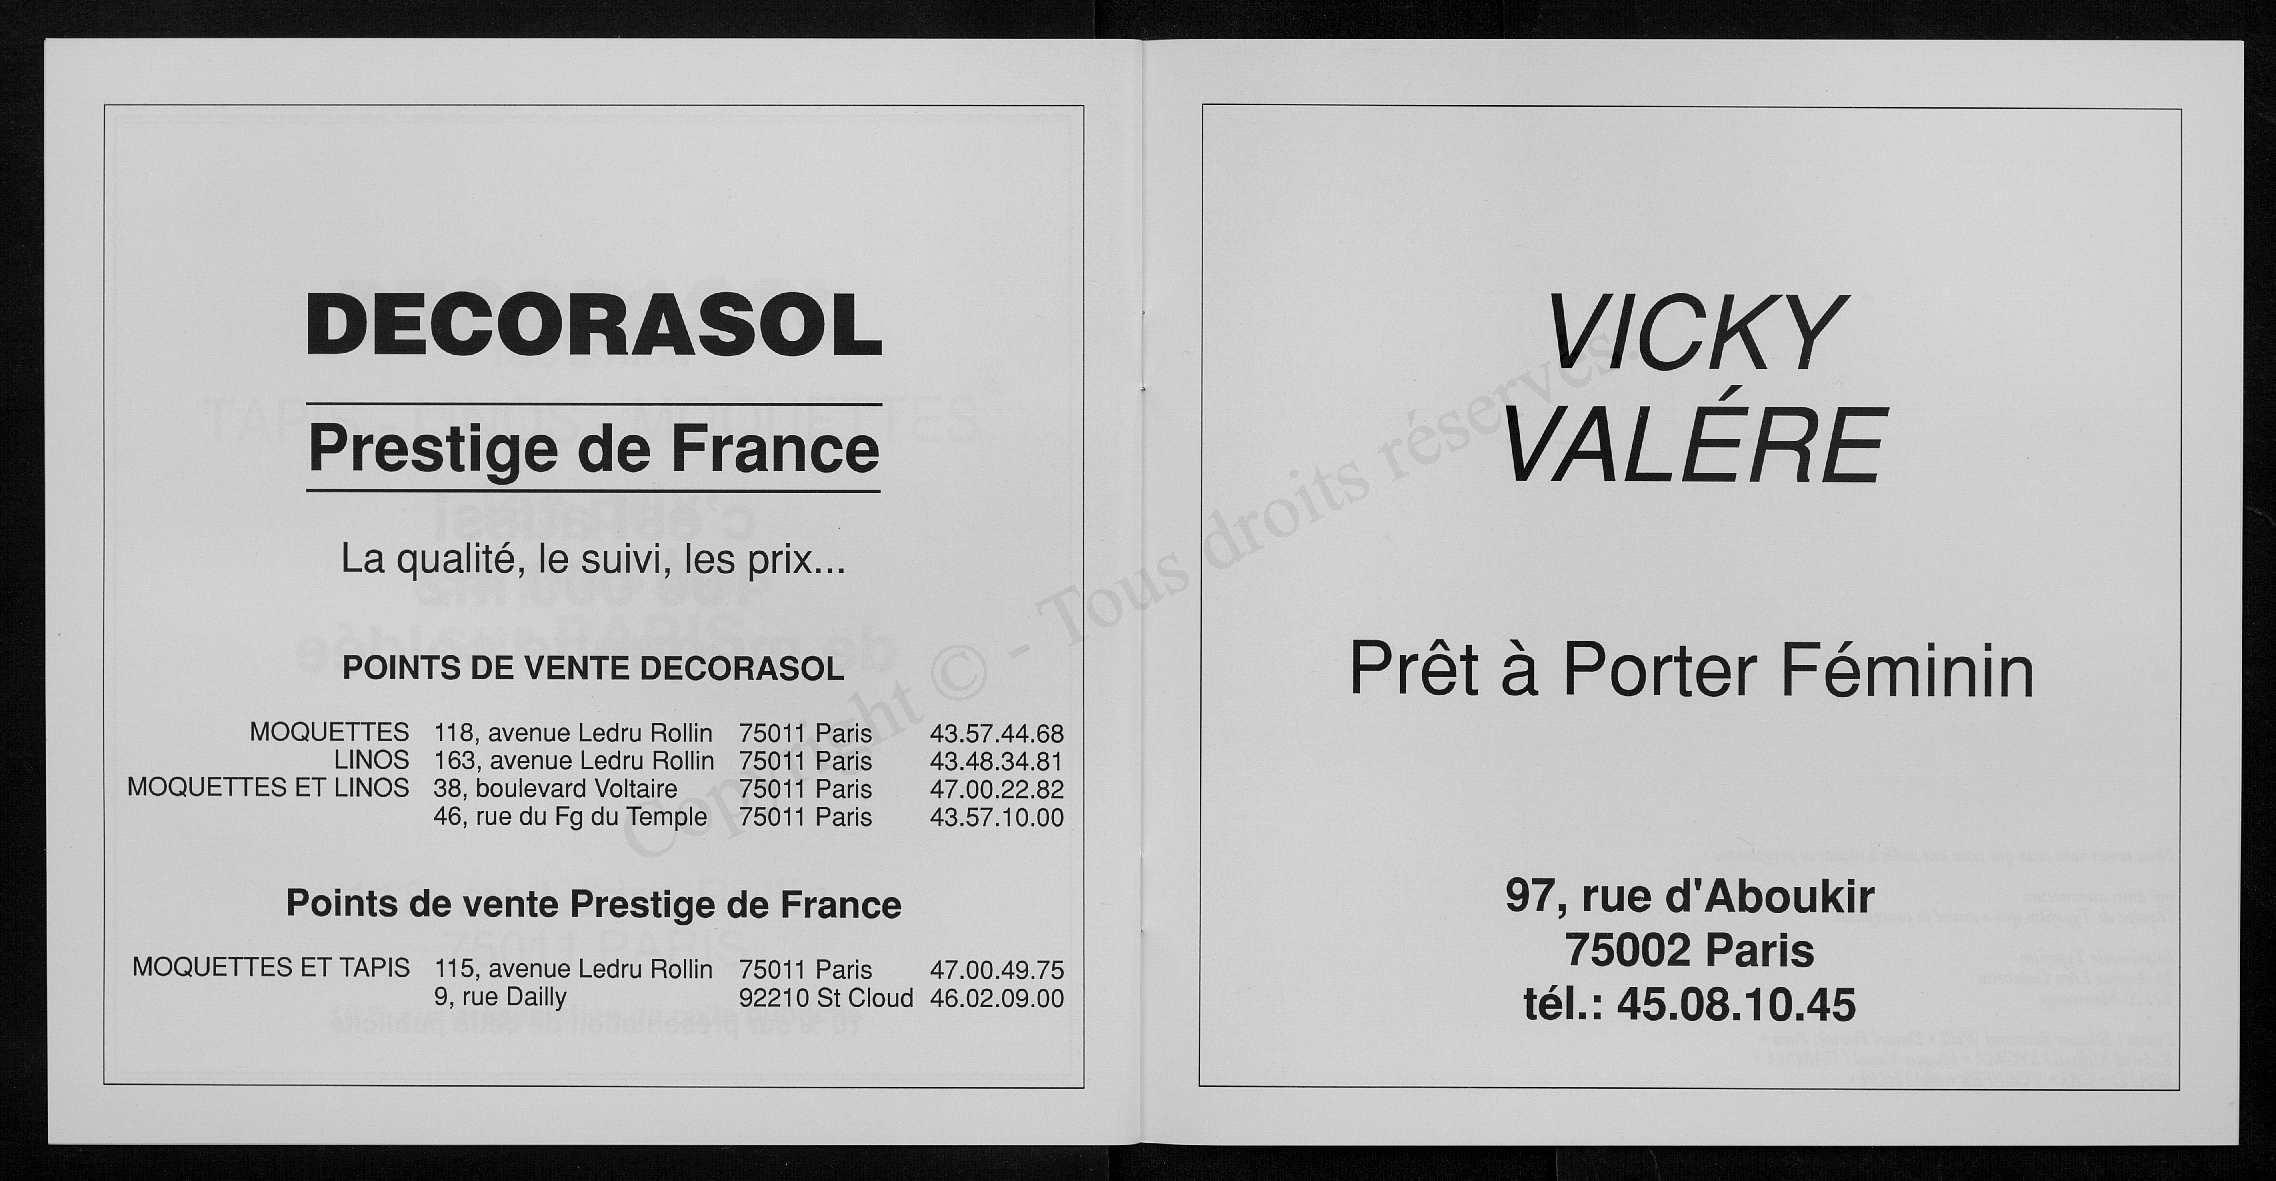 DECORASOL
Prestige de France
La qualité, le suivi, les prix...
POINTS DE VENTE DECORASOL
MOQUETTES 118, avenue Ledru Rollin 75011 Paris 43.57.44.68
LINOS 163, avenue Ledru Rollin 75011 Paris 43.48.34.81
MOQUETTES ET LINOS 38, boulevard Voltaire 75011 Paris 47.00.22.82
46, rue du Fg du Temple 75011 Paris 43.57.10.00
Points de vente Prestige de France
MOQUETTES ET TAPIS 115, avenue Ledru Rollin 75011 Paris 47.00.49.75
9, rue Dailly 92210 St Cloud 46.02.09.00
VICKY
VALÉRE
Prêt à Porter Féminin
97, rue d'Aboukir
75002 Paris
tél.: 45.08.10.45
Copyright © - Tous droits réservés.